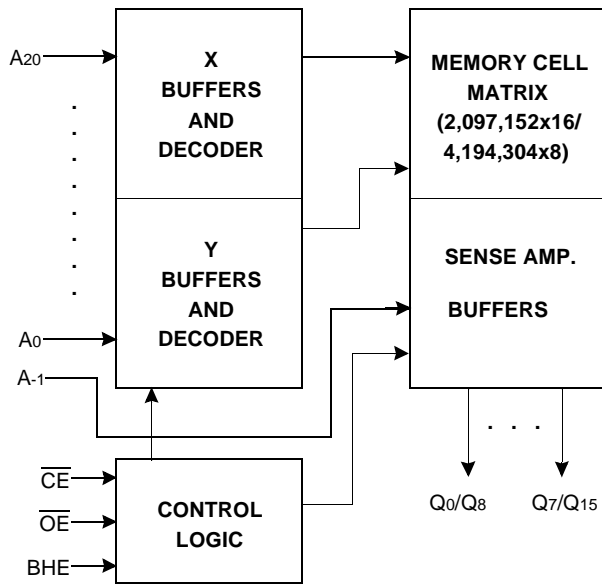 A20
X
BUFFERS
AND
DECODER
MEMORY CELL
MATRIX
(2,097,152x16/
4,194,304x8)
Y
BUFFERS
AND
DECODER
SENSE AMP.
BUFFERS
A0
A-1
CE
OE
BHE
CONTROL
LOGIC
. . .
Q0/Q8
Q7/Q15